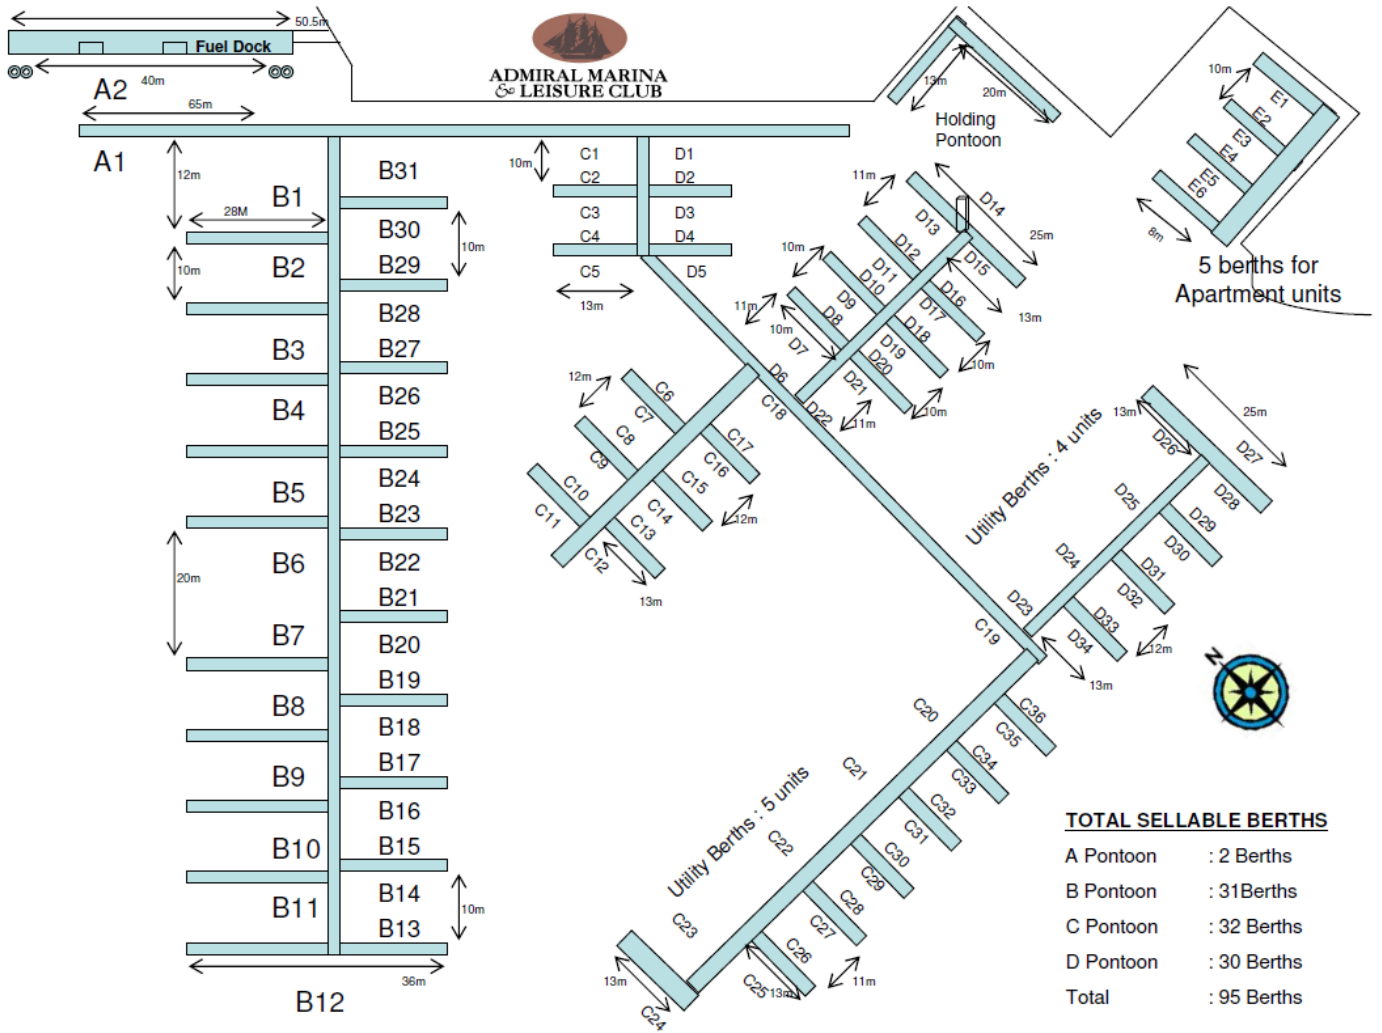 50.5m
Fuel Dock
40m
A2
65m
A1
ADMIRAL MARINA
& LEISURE CLUB
12m
28M
10m
20m
B1
B2
B3
B4
B5
B6
B7
B8
B9
B10
B11
B12
36m
B31
B30
B29
B28
B27
B26
B25
B24
B23
B22
B21
B20
B19
B18
B17
B16
B15
B14
B13
10m
10m
10m
C1
C2
C3
C4
C5
13m
D1
D2
D3
D4
D5
13m
20m
Holding
Pontoon
10m
E1
E2
E3
E4
E5
E6
8m
5 berths for
Apartment units
11m
10m
11m
10m
D6
D7
D8
D9
D10
D11
D12
D13
D14
25m
D15
D16
13m
D17
D18
10m
D19
D20
10m
D21
11m
D22
12m
C6
C7
C8
C9
C10
C11
C12
13m
C13
C14
12m
C15
C16
C17
C18
Utility Berths : 4 units
13m
25m
D23
D24
D25
D26
D27
D28
D29
D30
D31
D32
D33
D34
12m
13m
N
C19
C20
C21
C22
C23
Utility Berths : 5 units
13m
C24
C25
13m
C26
11m
C27
C28
C29
C30
C31
C32
C33
C34
C35
C36
TOTAL SELLABLE BERTHS
A Pontoon : 2 Berths
B Pontoon : 31Berths
C Pontoon : 32 Berths
D Pontoon : 30 Berths
Total : 95 Berths